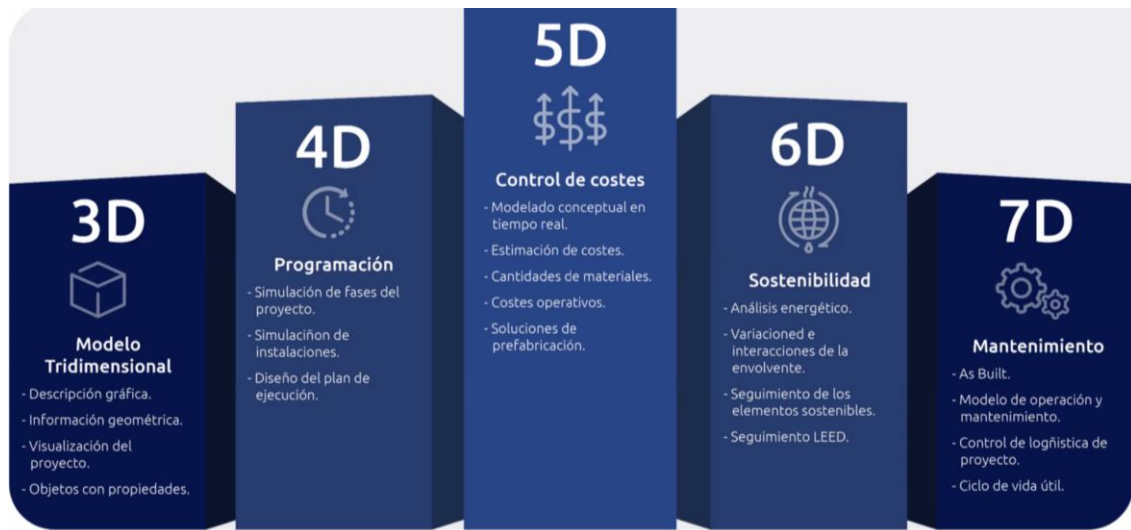 3D
Modelo
Tridimensional
- Descripción gráfica.
- Información geométrica.
- Visualización del
proyecto.
- Objetos con propiedades.
4D
Programación
- Simulación de fases del
proyecto.
- Simulaciñon de
instalaciones.
- Diseño del plan de
ejecución.
5D
Control de costes
- Modelado conceptual en
tiempo real.
- Estimación de costes.
- Cantidades de materiales.
- Costes operativos.
- Soluciones de
prefabricación.
6D
Sostenibilidad
- Análisis energético.
- Variacioned e
interacciones de la
envolvente.
- Seguimiento de los
elementos sostenibles.
- Seguimiento LEED.
7D
Mantenimiento
- As Built.
- Modelo de operación y
mantenimiento.
- Control de logñistica de
proyecto.
- Ciclo de vida útil.